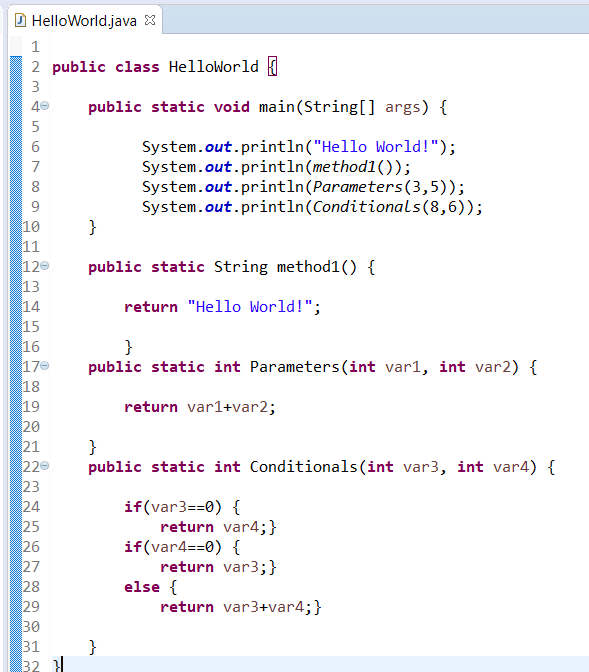 HelloWorld.java
1
2 public class HelloWorld {
3
4 public static void main(String[] args) {
5
6 System.out.println("Hello World!");
7 System.out.println(method1());
8 System.out.println(Parameters(3,5));
9 System.out.println(Conditionals(8,6));
10 }
11
12 public static String method1() {
13
14 return "Hello World!";
15
16 }
17 public static int Parameters(int var1, int var2) {
18
19 return var1+var2;
20
21 }
22 public static int Conditionals(int var3, int var4) {
23
24 if(var3==0) {
25 return var4;}
26 if(var4==0) {
27 return var3;}
28 else {
29 return var3+var4;}
30
31 }
32 }